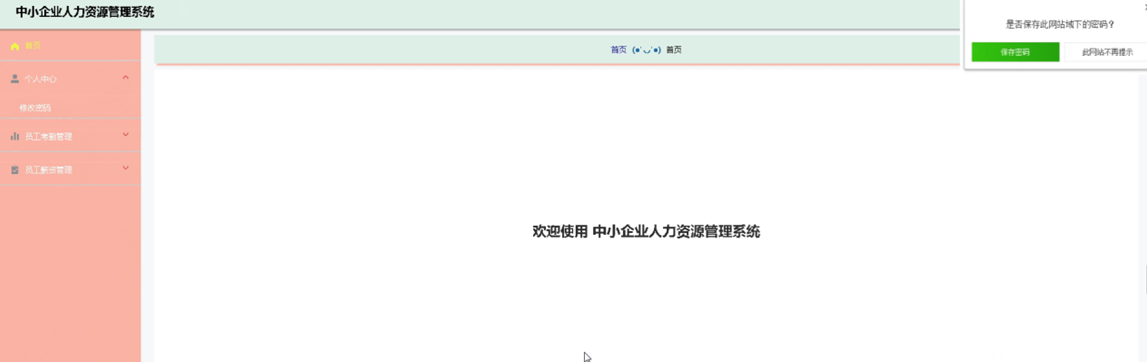 中小企业人力资源管理系统
是否保存此网站域下的密码？
保存密码
此网站不再提示
首页
首页 (●'◡'●) 首页
个人中心
修改密码
员工考勤管理
员工薪资管理
欢迎使用 中小企业人力资源管理系统